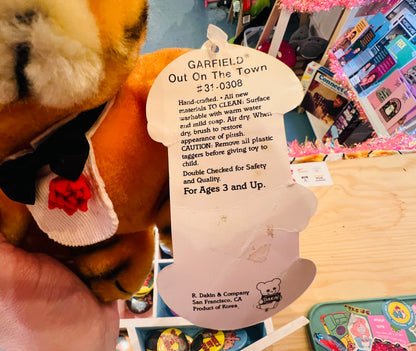 GARFIELD®
Out On The Town
#31-0308
Hand-crafted. • All new
materials TO CLEAN. Surface
washable with warm water
and mild soap. Air dry. When
dry, brush to restore
appearance of plush.
CAUTION: Remove all plastic
taggers before giving toy to
child.
Double Checked for Safety
and Quality.
For Ages 3 and Up.
R. Dakin & Company
San Francisco, CA
Product of Korea
DAKIN